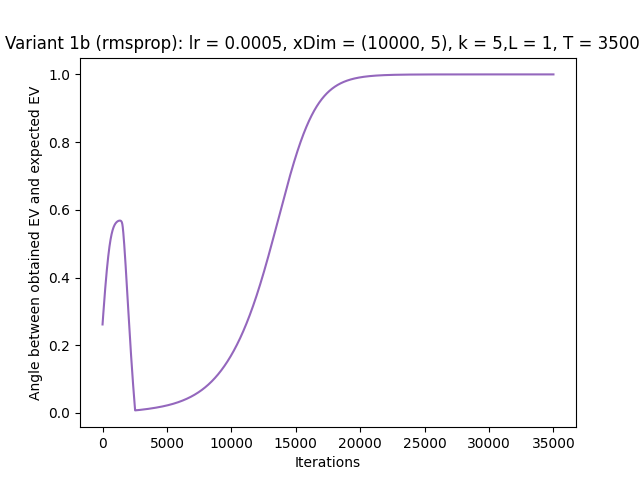 Variant 1b (rmsprop): lr = 0.0005, xDim = (10000, 5), k = 5,L = 1, T = 3500
Angle between obtained EV and expected EV
1.0
0.8
0.6
0.4
0.2
0.0
0 5000 10000 15000 20000 25000 30000 35000
Iterations